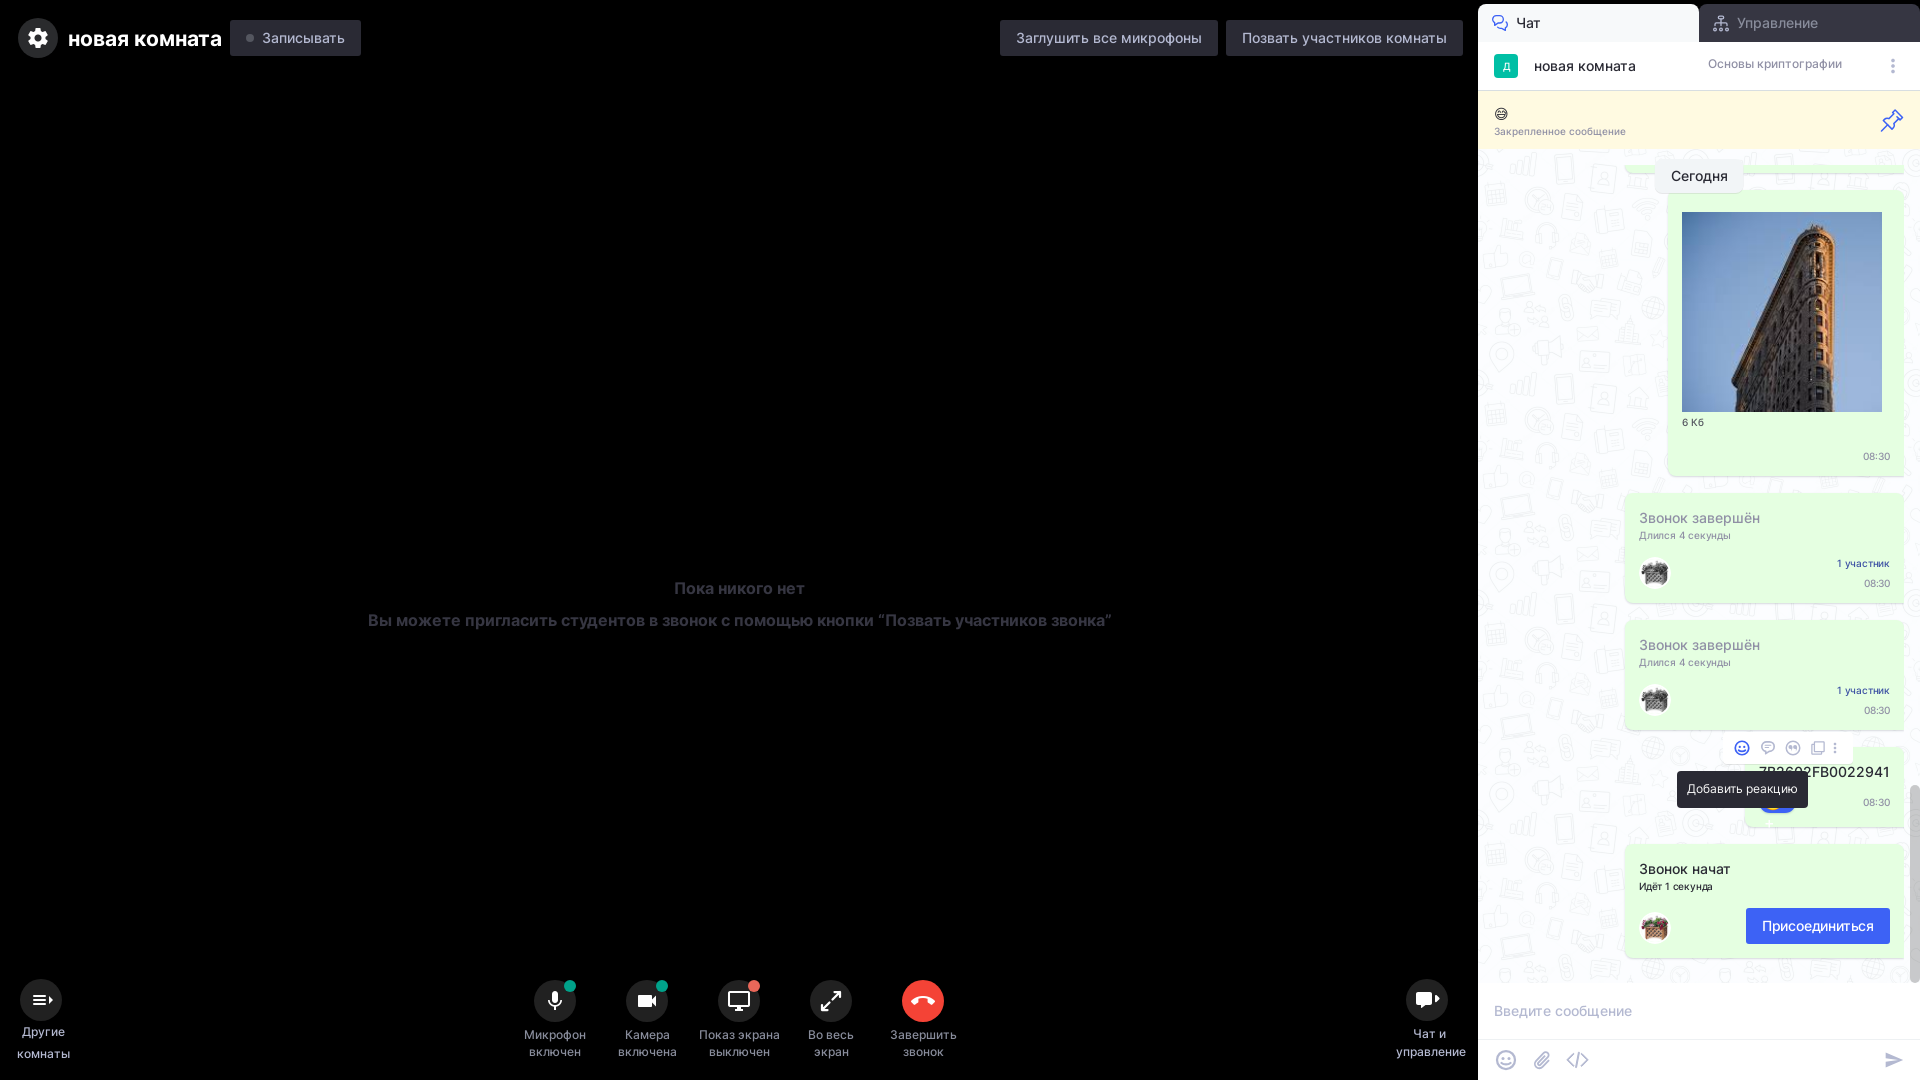 новая комната
Записывать
Заглушить все микрофоны
Позвать участников комнаты
Чат
Управление
Д
новая комната
Основы криптографии
😅
Закрепленное сообщение
Сегодня
6 Кб
08:30
Звонок завершён
Длился 4 секунды
1 участник
08:30
Звонок завершён
Длился 4 секунды
1 участник
08:30
7B2602FB0022941
Добавить реакцию
08:30
Звонок начат
Идёт 1 секунда
Присоединиться
Пока никого нет
Вы можете пригласить студентов в звонок с помощью кнопки “Позвать участников звонка”
Другие
комнаты
Микрофон
включен
Камера
включена
Показ экрана
выключен
Во весь
экран
Завершить
звонок
Чат и
управление
Введите сообщение